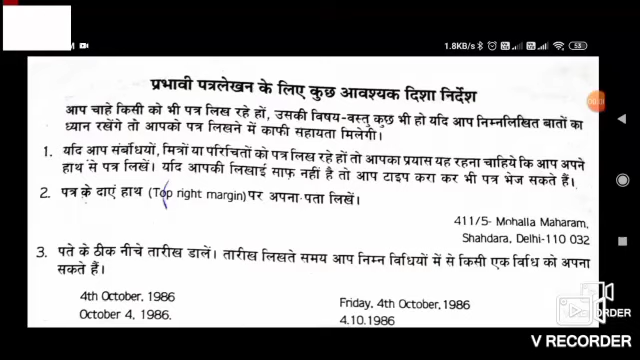 1.8KB/s
53
प्रभावी पत्रलेखन के लिए कुछ आवश्यक दिशा निर्देश
00:01
आप चाहे किसी को भी पत्र लिख रहे हों, उसकी विषय-वस्तु कुछ भी हो यदि आप निम्नलिखित बातों का
ध्यान रखेंगे तो आपको पत्र लिखने में काफी सहायता मिलेगी।
1. यदि आप संबंधियों, मित्रों या परिचितों को पत्र लिख रहे हों तो आपका प्रयास यह रहना चाहिये कि आप अपने
हाथ से पत्र लिखें। यदि आपकी लिखाई साफ़ नहीं है तो आप टाइप करा कर भी पत्र भेज सकते हैं।
2. पत्र के दाएं हाथ (Top right margin) पर अपना पता लिखें।
411/5- Mohalla Maharam,
Shahdara, Delhi-110 032
3. पते के ठीक नीचे तारीख डालें। तारीख लिखते समय आप निम्न विधियों में से किसी एक विधि को अपना
सकते हैं।
4th October, 1986
Friday, 4th October, 1986
October 4, 1986.
4.10.1986
V RECORDER